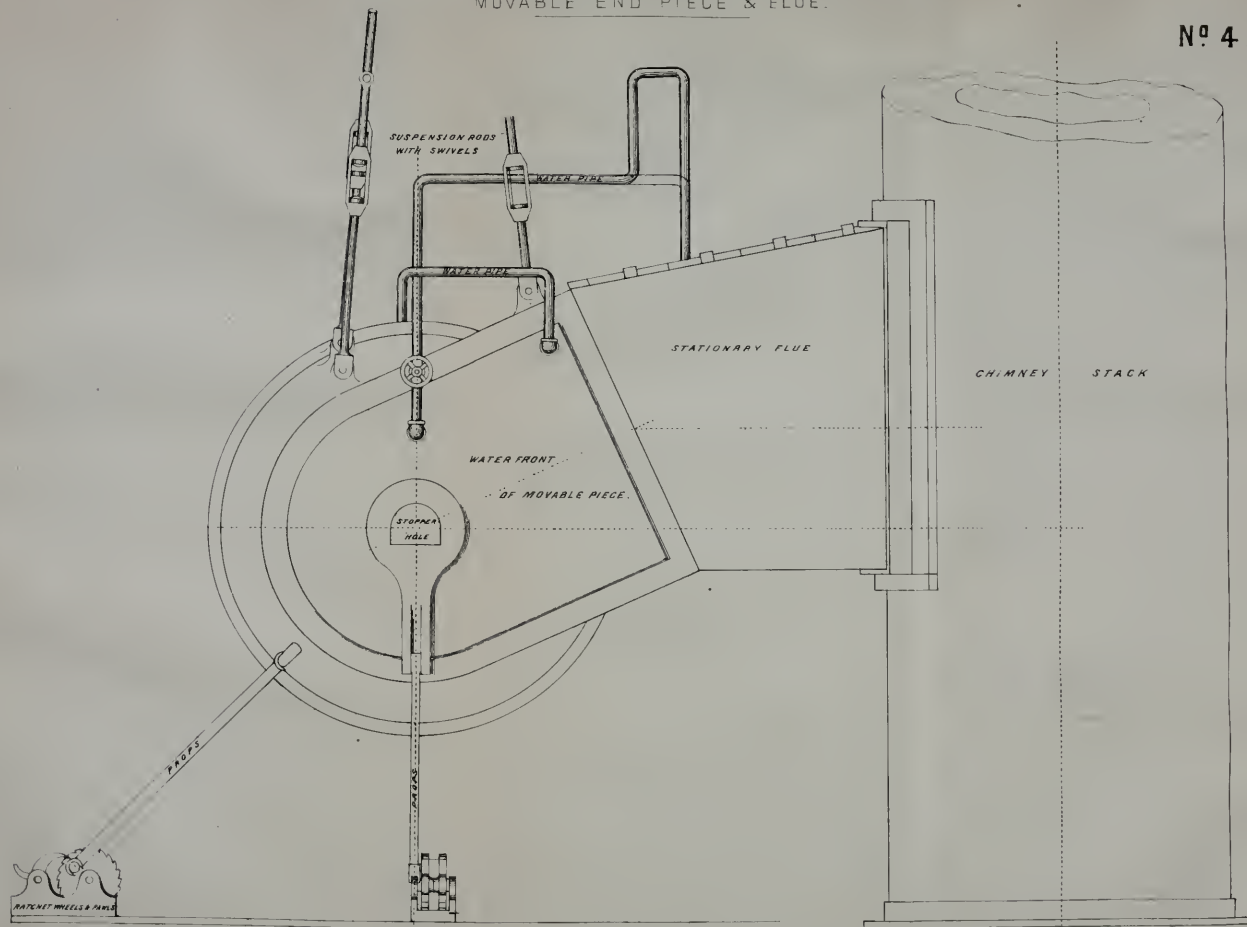 MOVABLE END PIECE & FLUE.
Nº 4
SUSPENSION RODS
WITH SWIVELS
WATER PIPE
WATER PIPE
STATIONARY FLUE
CHIMNEY STACK
WATER FRONT
OF MOVABLE PIECE.
STOPPER
HOLE
PROPS
PROPS
RATCHET WHEELS & PAWLS